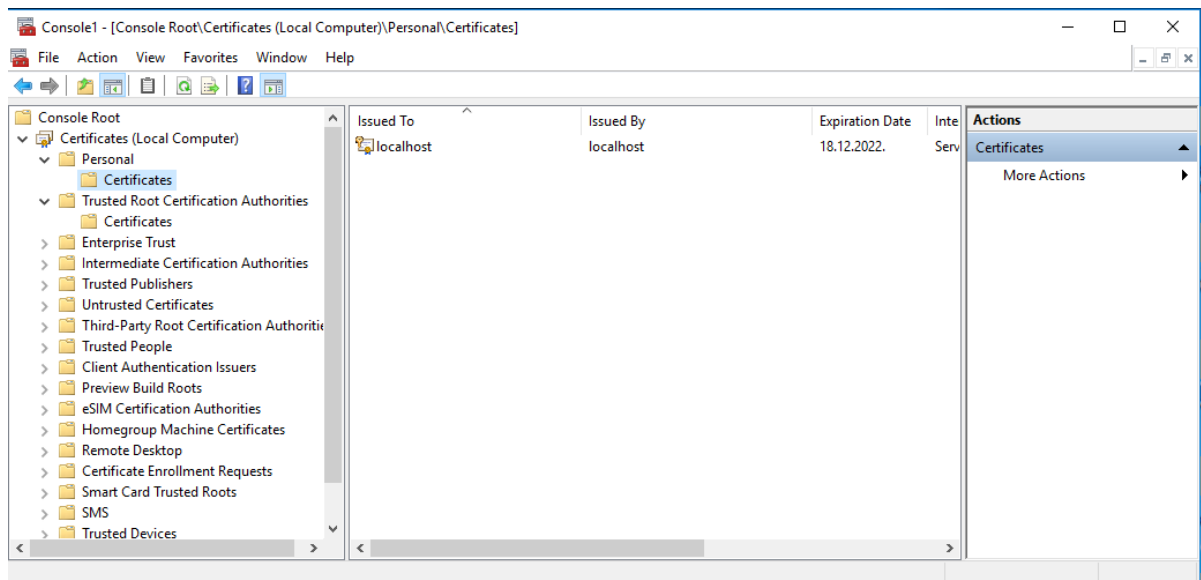 Console1 - [Console Root\Certificates (Local Computer)\Personal\Certificates]
File Action View Favorites Window Help
Console Root
Certificates (Local Computer)
Personal
Certificates
Trusted Root Certification Authorities
Certificates
Enterprise Trust
Intermediate Certification Authorities
Trusted Publishers
Untrusted Certificates
Third-Party Root Certification Authoritie
Trusted People
Client Authentication Issuers
Preview Build Roots
eSIM Certification Authorities
Homegroup Machine Certificates
Remote Desktop
Certificate Enrollment Requests
Smart Card Trusted Roots
SMS
Trusted Devices
Issued To Issued By Expiration Date Inte
localhost localhost 18.12.2022. Serv
Actions
Certificates
More Actions